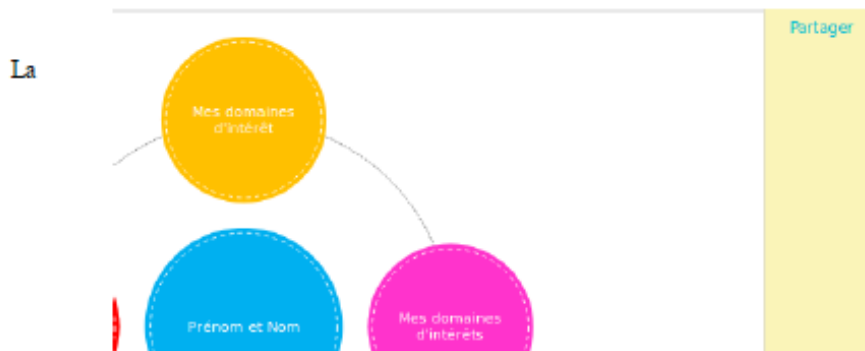 Partager
La
Mes domaines
d'intérêt
Prénom et Nom
Mes domaines
d'intérêts